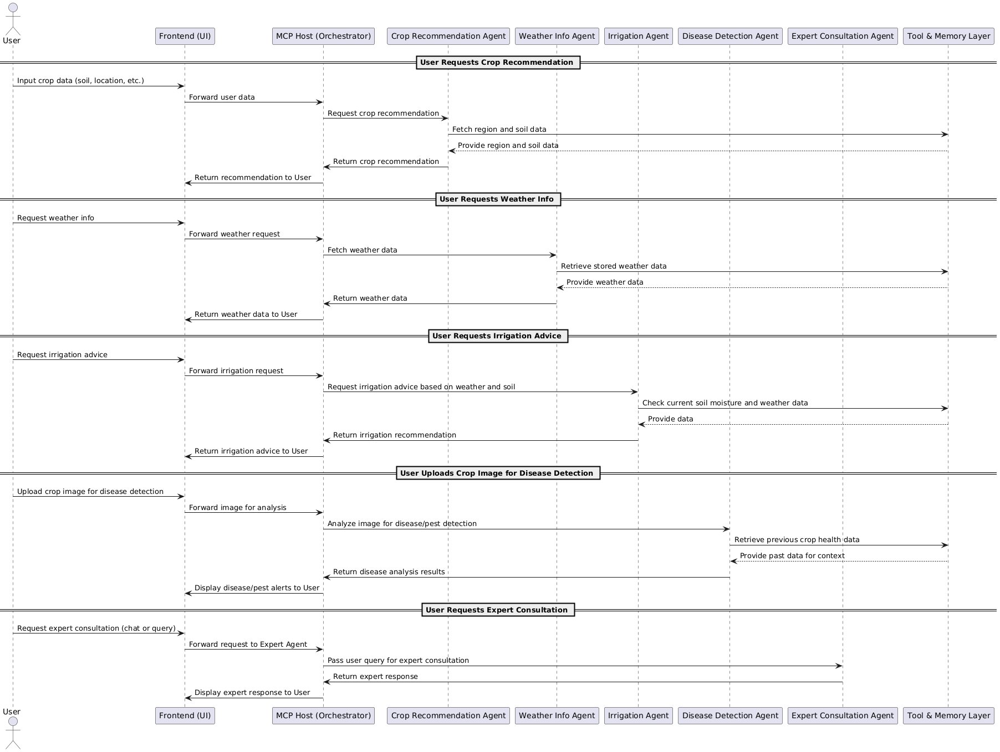 User
Frontend (UI)
MCP Host (Orchestrator)
Crop Recommendation Agent
Weather Info Agent
Irrigation Agent
Disease Detection Agent
Expert Consultation Agent
Tool & Memory Layer
User Requests Crop Recommendation
Input crop data (soil, location, etc.)
Forward user data
Request crop recommendation
Fetch region and soil data
Provide region and soil data
Return crop recommendation
Return recommendation to User
User Requests Weather Info
Request weather info
Forward weather request
Fetch weather data
Retrieve stored weather data
Provide weather data
Return weather data
Return weather data to User
User Requests Irrigation Advice
Request irrigation advice
Forward irrigation request
Request irrigation advice based on weather and soil
Check current soil moisture and weather data
Provide data
Return irrigation recommendation
Return irrigation advice to User
User Uploads Crop Image for Disease Detection
Upload crop image for disease detection
Forward image for analysis
Analyze image for disease/pest detection
Retrieve previous crop health data
Provide past data for context
Return disease analysis results
Display disease/pest alerts to User
User Requests Expert Consultation
Request expert consultation (chat or query)
Forward request to Expert Agent
Pass user query for expert consultation
Return expert response
Display expert response to User
User
Frontend (UI)
MCP Host (Orchestrator)
Crop Recommendation Agent
Weather Info Agent
Irrigation Agent
Disease Detection Agent
Expert Consultation Agent
Tool & Memory Layer